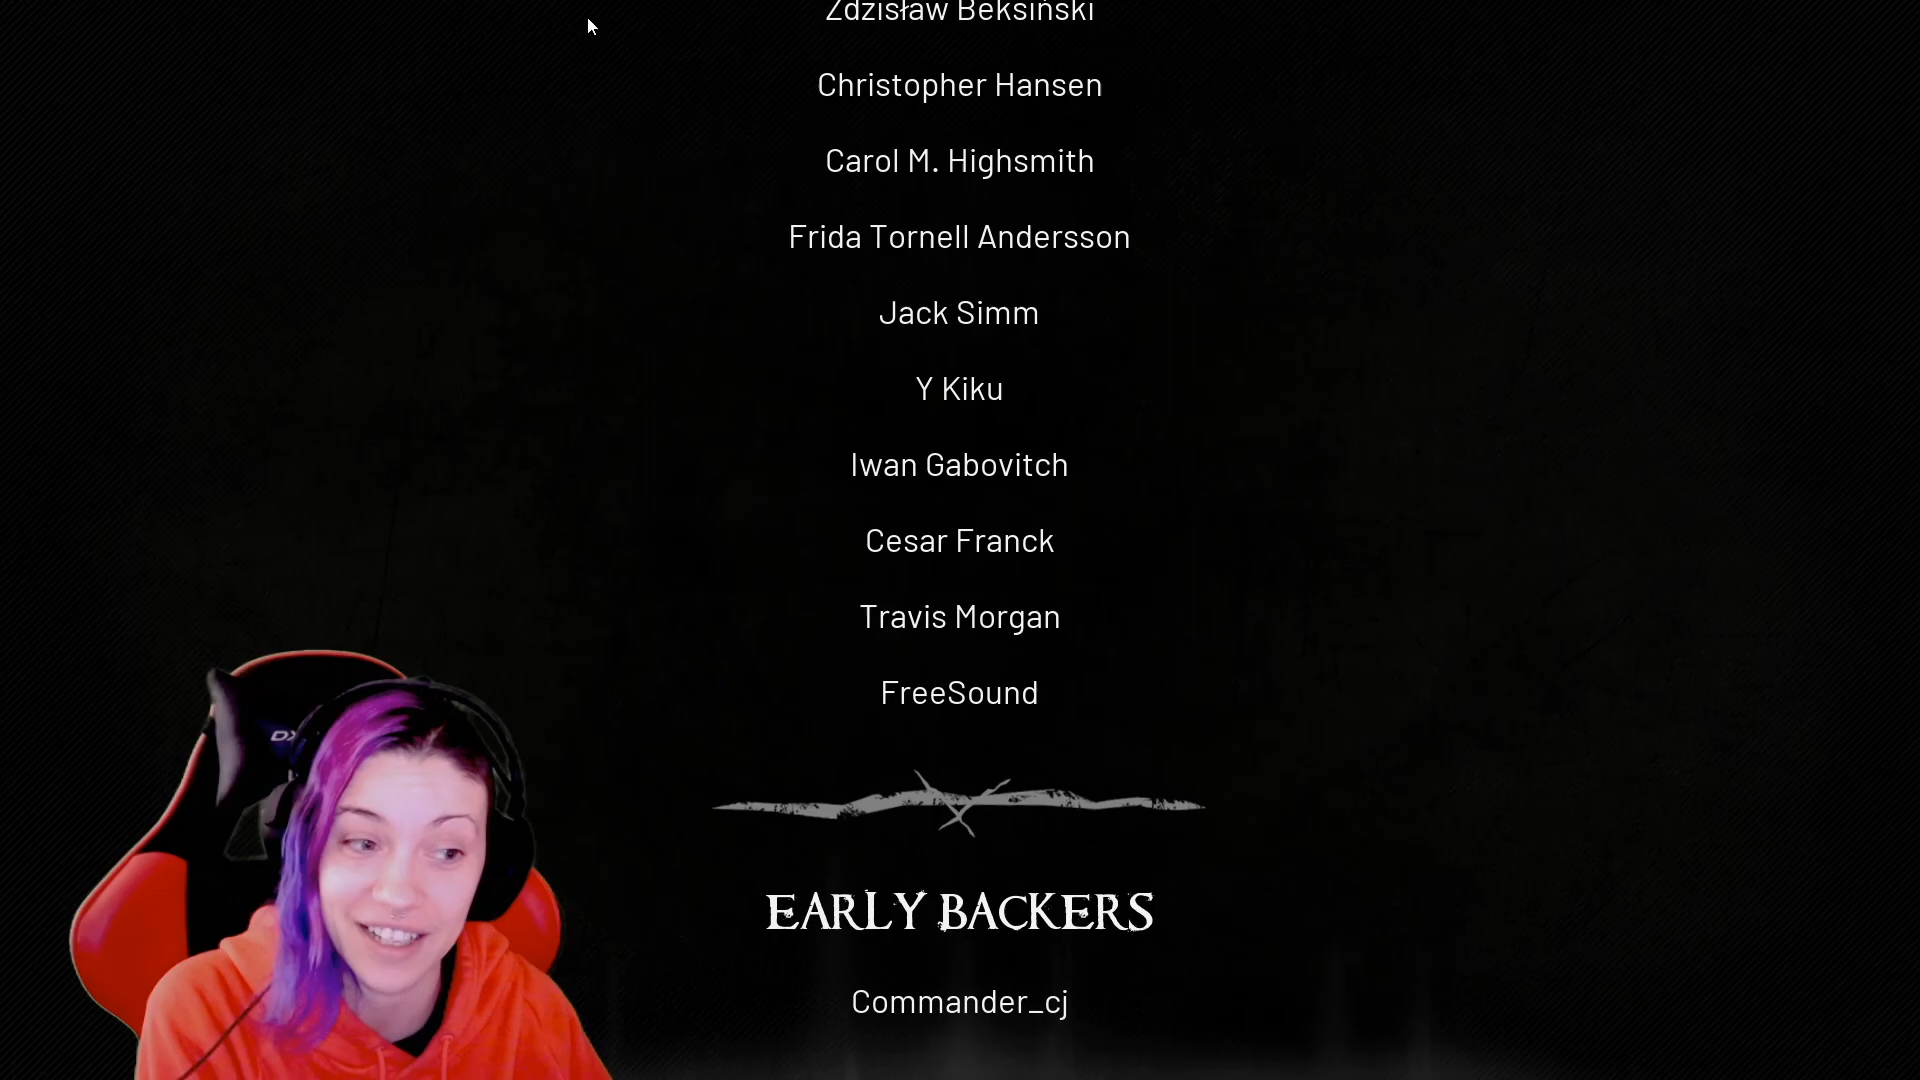 Zdzisław Beksiński
Christopher Hansen
Carol M. Highsmith
Frida Tornell Andersson
Jack Simm
Y Kiku
Iwan Gabovitch
Cesar Franck
Travis Morgan
FreeSound
DX
EARLY BACKERS
Commander_cj